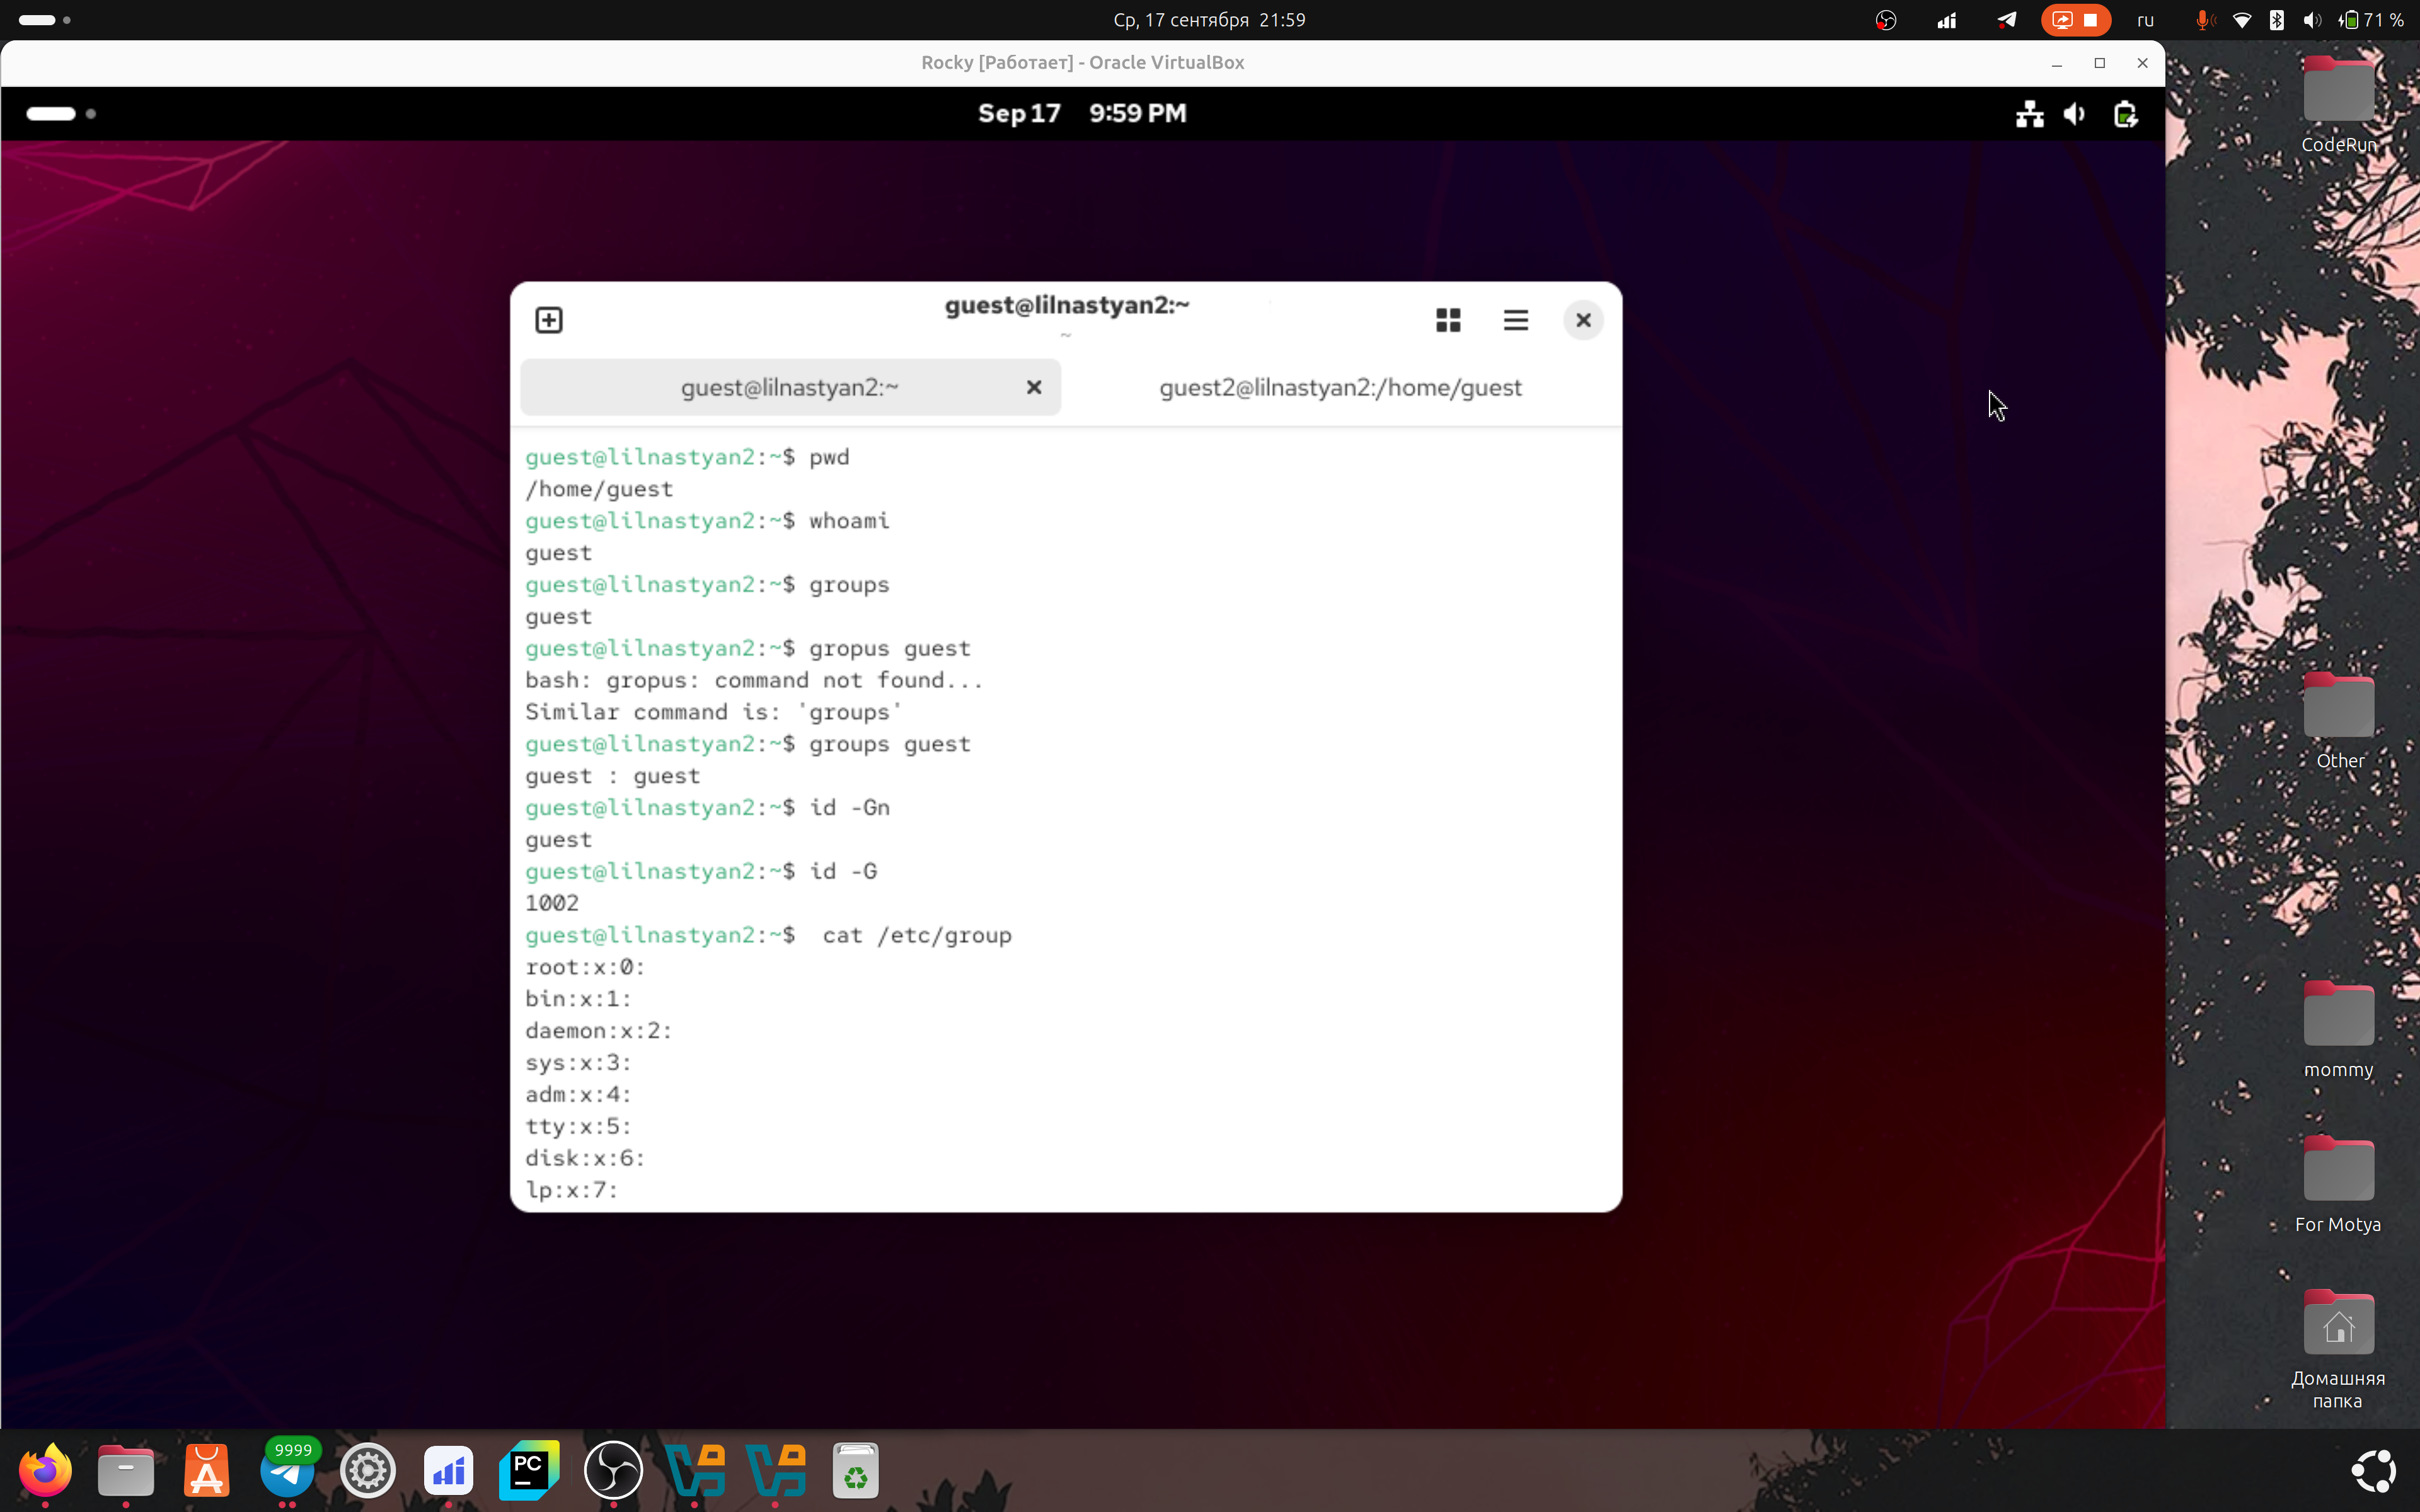 Ср, 17 сентября 21:59
ru
71 %
Rocky [Работает] - Oracle VirtualBox
Sep 17 9:59 PM
guest@lilnastyan2:~
~
guest@lilnastyan2:~
guest2@lilnastyan2:/home/guest
guest@lilnastyan2:~$ pwd
/home/guest
guest@lilnastyan2:~$ whoami
guest
guest@lilnastyan2:~$ groups
guest
guest@lilnastyan2:~$ gropus guest
bash: gropus: command not found...
Similar command is: 'groups'
guest@lilnastyan2:~$ groups guest
guest : guest
guest@lilnastyan2:~$ id -Gn
guest
guest@lilnastyan2:~$ id -G
1002
guest@lilnastyan2:~$  cat /etc/group
root:x:0:
bin:x:1:
daemon:x:2:
sys:x:3:
adm:x:4:
tty:x:5:
disk:x:6:
lp:x:7:
CodeRun
Other
mommy
For Motya
Домашняя
папка
9999
PC